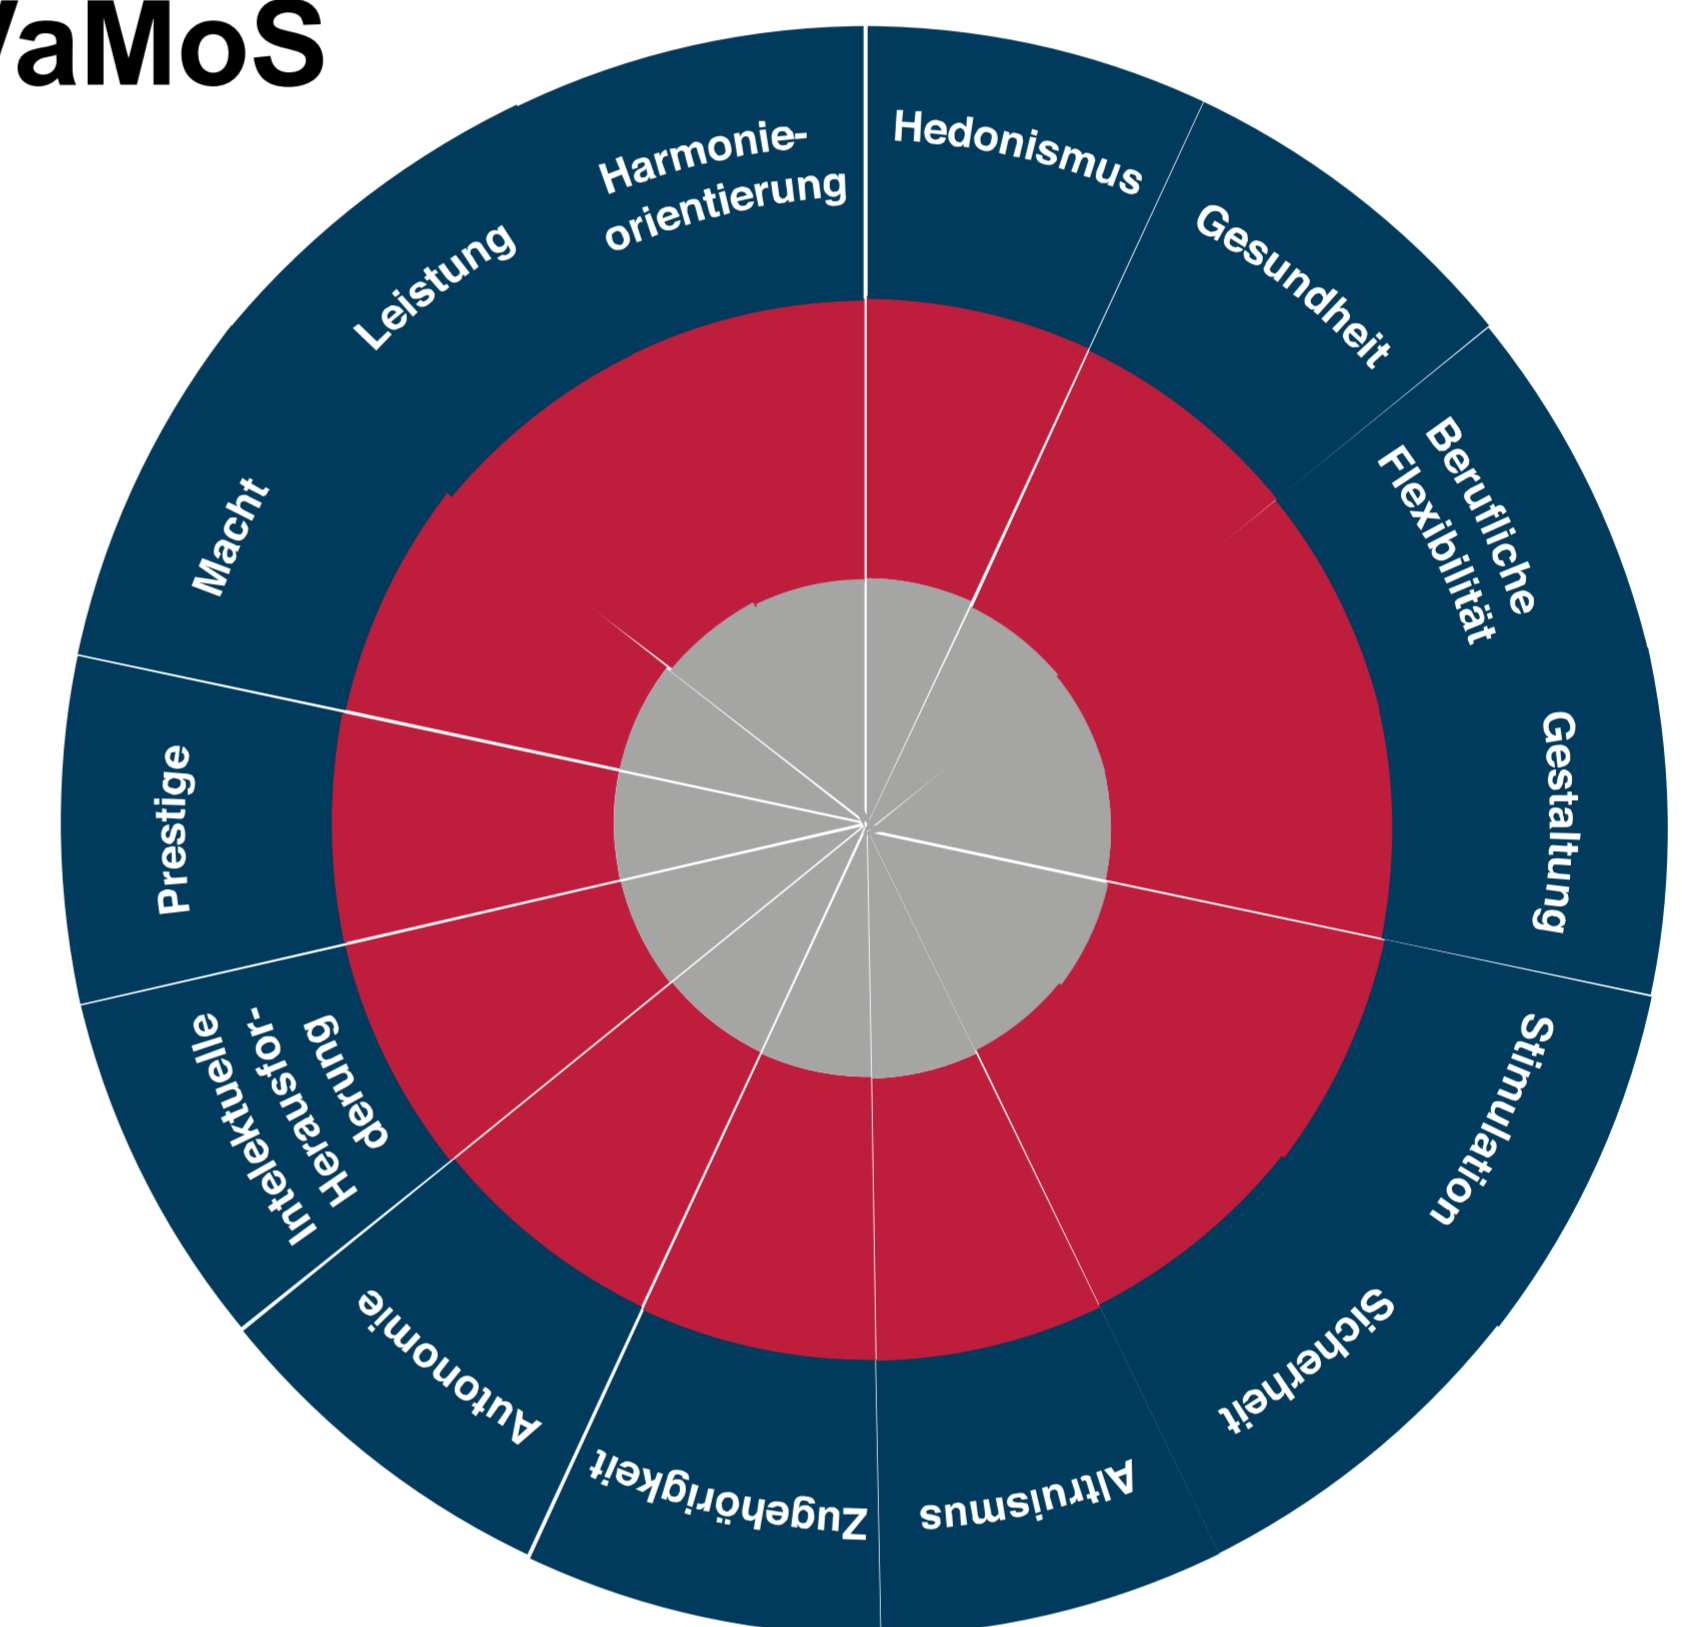 VaMoS
Hedonismus
Gesundheit
Berufliche
Flexibilität
Gestaltung
Stimulation
Sicherheit
Altruismus
Zugehörigkeit
Autonomie
Intelektuelle
Herausfor-
derung
Prestige
Macht
Leistung
Harmonie-
orientierung